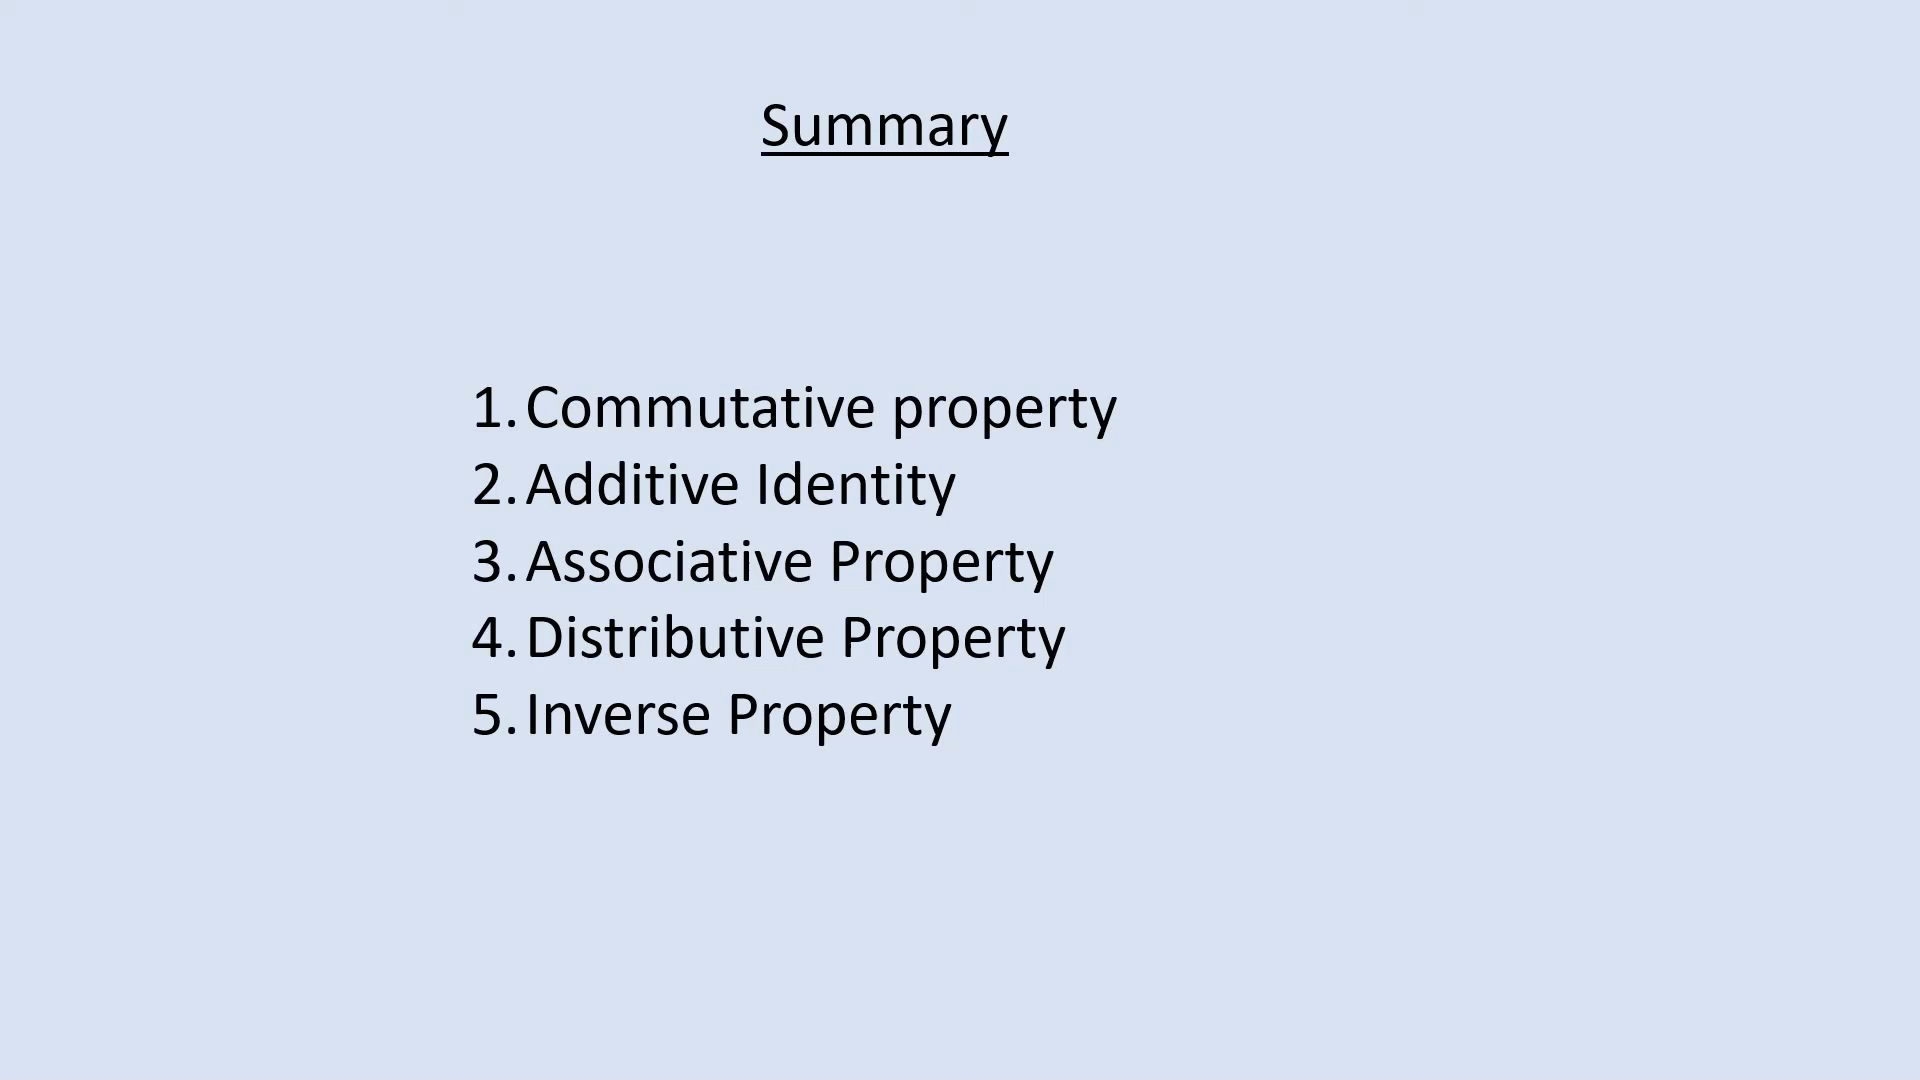 Summary
1. Commutative property
2. Additive Identity
3. Associative Property
4. Distributive Property
5. Inverse Property